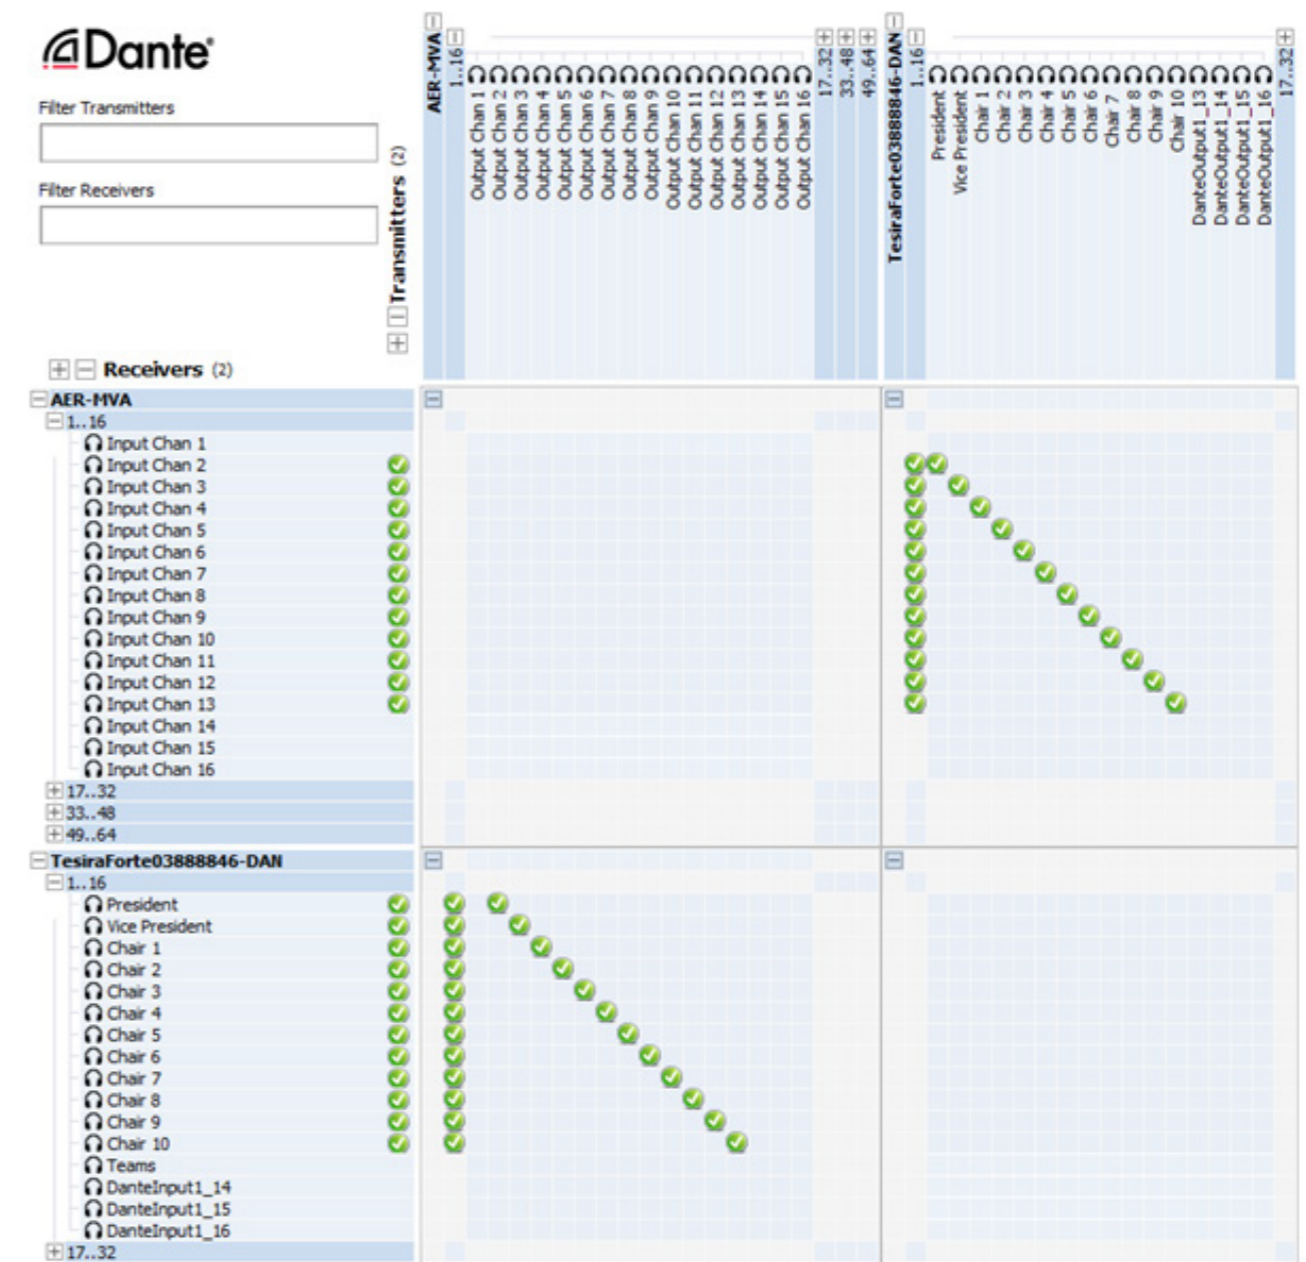 Dante®
Filter Transmitters
Filter Receivers
Transmitters (2)
Receivers (2)
AER-MVA
1..16
Output Chan 1
Output Chan 2
Output Chan 3
Output Chan 4
Output Chan 5
Output Chan 6
Output Chan 7
Output Chan 8
Output Chan 9
Output Chan 10
Output Chan 11
Output Chan 12
Output Chan 13
Output Chan 14
Output Chan 15
Output Chan 16
17..32
33..48
49..64
TesiraForte03888846-DAN
1..16
President
Vice President
Chair 1
Chair 2
Chair 3
Chair 4
Chair 5
Chair 6
Chair 7
Chair 8
Chair 9
Chair 10
DanteOutput1_13
DanteOutput1_14
DanteOutput1_15
DanteOutput1_16
17..32
AER-MVA
1..16
Input Chan 1
Input Chan 2
Input Chan 3
Input Chan 4
Input Chan 5
Input Chan 6
Input Chan 7
Input Chan 8
Input Chan 9
Input Chan 10
Input Chan 11
Input Chan 12
Input Chan 13
Input Chan 14
Input Chan 15
Input Chan 16
17..32
33..48
49..64
TesiraForte03888846-DAN
1..16
President
Vice President
Chair 1
Chair 2
Chair 3
Chair 4
Chair 5
Chair 6
Chair 7
Chair 8
Chair 9
Chair 10
Teams
DanteInput1_14
DanteInput1_15
DanteInput1_16
17..32